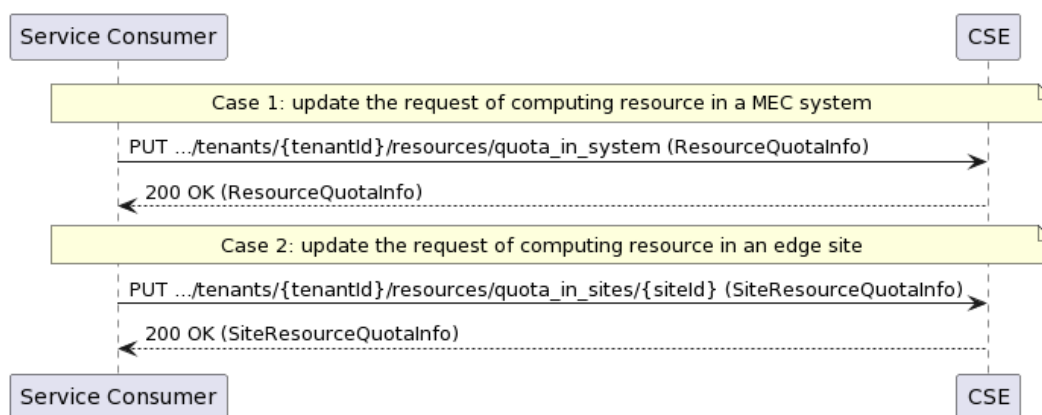 Service Consumer
CSE
Case 1: update the request of computing resource in a MEC system
PUT .../tenants/{tenantId}/resources/quota_in_system (ResourceQuotaInfo)
200 OK (ResourceQuotaInfo)
Case 2: update the request of computing resource in an edge site
PUT .../tenants/{tenantId}/resources/quota_in_sites/{siteId} (SiteResourceQuotaInfo)
200 OK (SiteResourceQuotaInfo)
Service Consumer
CSE